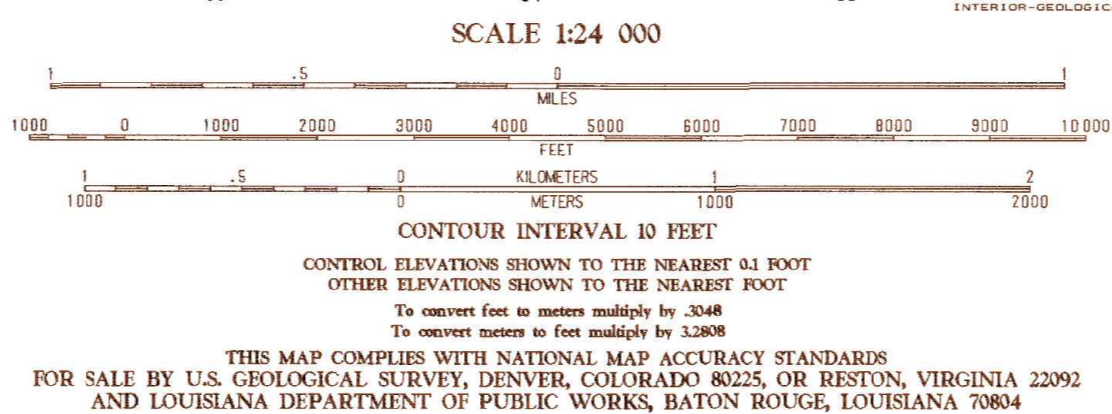 INTERIOR-GEOLOGIC
SCALE 1:24 000
1 .5 0 1
MILES
1000 0 1000 2000 3000 4000 5000 6000 7000 8000 9000 10000
FEET
1 .5 0 KILOMETERS 1 2
1000 0 METERS 1000 2000
CONTOUR INTERVAL 10 FEET
CONTROL ELEVATIONS SHOWN TO THE NEAREST 0.1 FOOT
OTHER ELEVATIONS SHOWN TO THE NEAREST FOOT
To convert feet to meters multiply by .3048
To convert meters to feet multiply by 3.2808
THIS MAP COMPLIES WITH NATIONAL MAP ACCURACY STANDARDS
FOR SALE BY U.S. GEOLOGICAL SURVEY, DENVER, COLORADO 80225, OR RESTON, VIRGINIA 22092
AND LOUISIANA DEPARTMENT OF PUBLIC WORKS, BATON ROUGE, LOUISIANA 70804